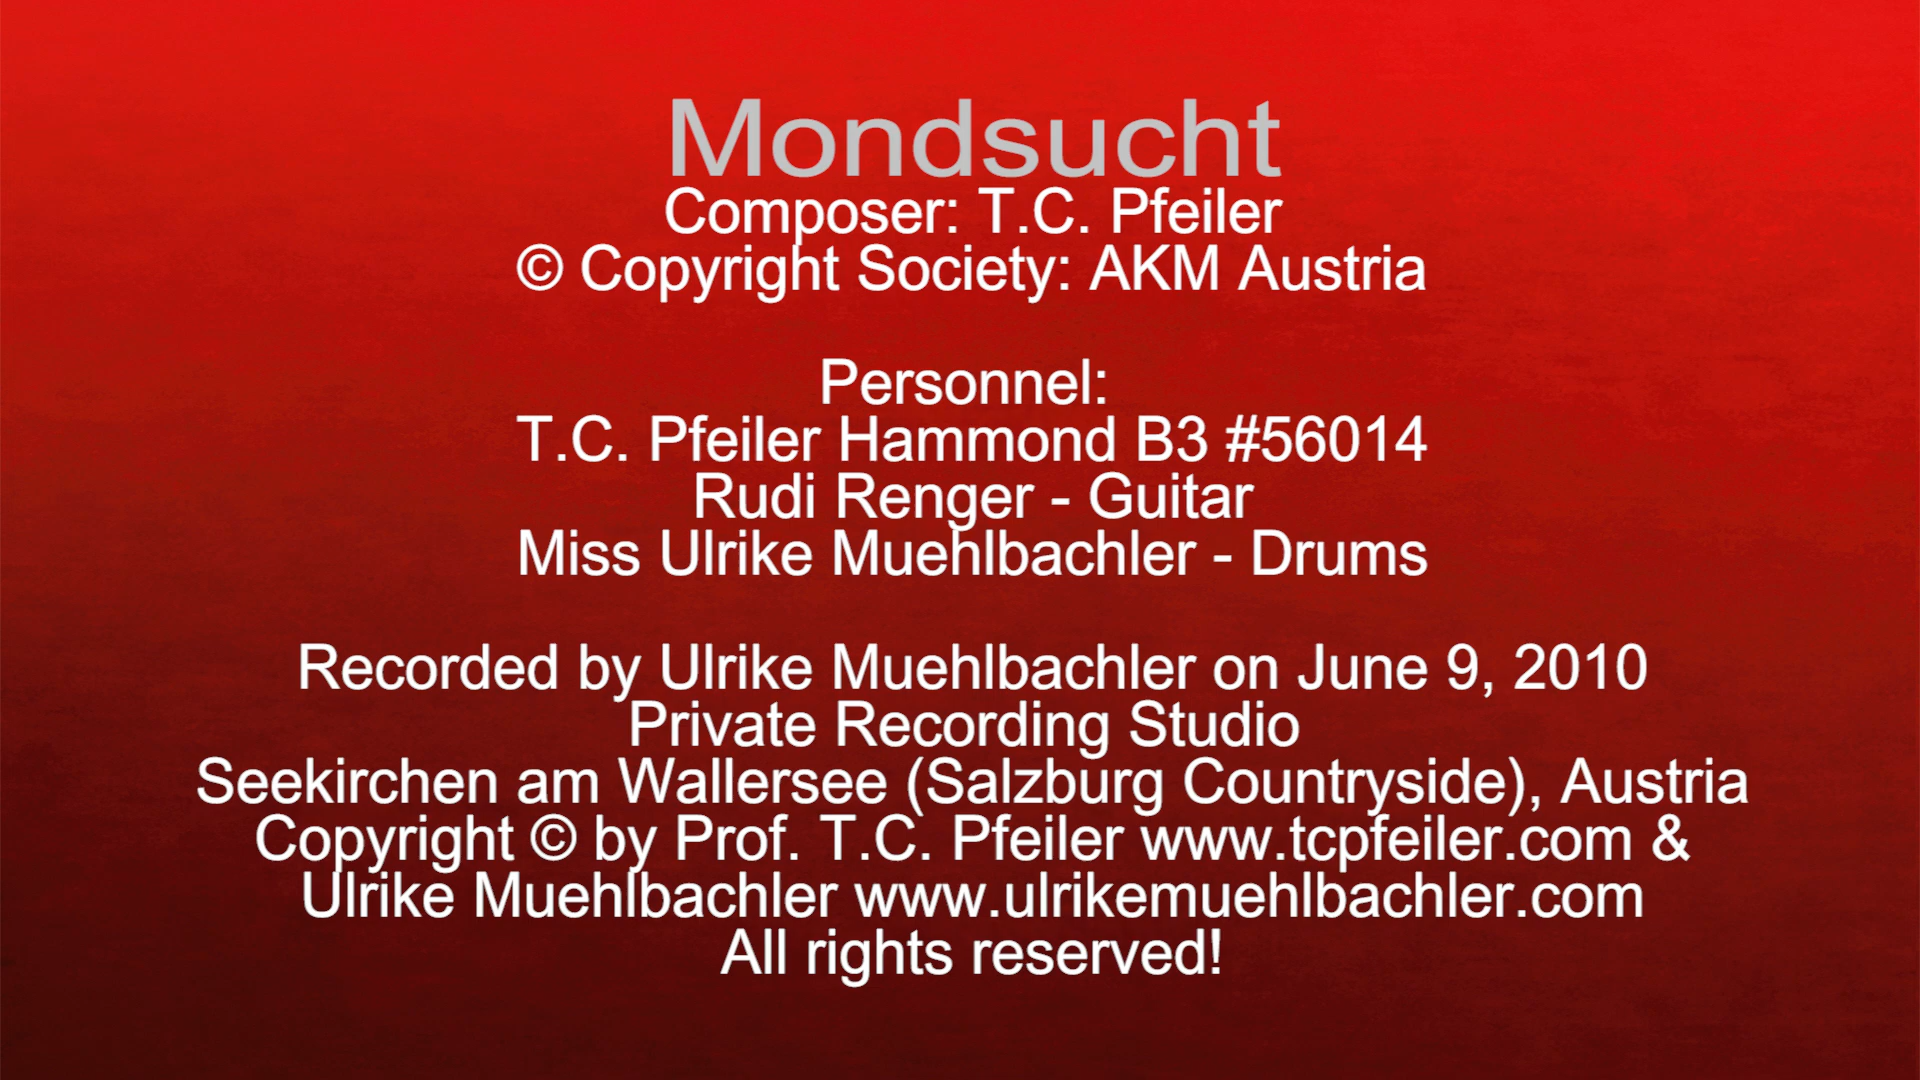 Mondsucht
Composer: T.C. Pfeiler
© Copyright Society: AKM Austria
Personnel:
T.C. Pfeiler Hammond B3 #56014
Rudi Renger - Guitar
Miss Ulrike Muehlbachler - Drums
Recorded by Ulrike Muehlbachler on June 9, 2010
Private Recording Studio
Seekirchen am Wallersee (Salzburg Countryside), Austria
Copyright © by Prof. T.C. Pfeiler www.tcpfeiler.com &
Ulrike Muehlbachler www.ulrikemuehlbachler.com
All rights reserved!